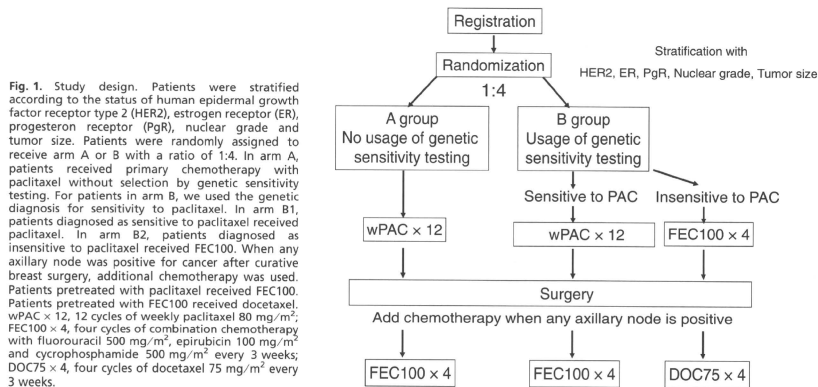 Fig. 1. Study design. Patients were stratified
according to the status of human epidermal growth
factor receptor type 2 (HER2), estrogen receptor (ER),
progesteron receptor (PgR), nuclear grade and
tumor size. Patients were randomly assigned to
receive arm A or B with a ratio of 1:4. In arm A,
patients received primary chemotherapy with
paclitaxel without selection by genetic sensitivity
testing. For patients in arm B, we used the genetic
diagnosis for sensitivity to paclitaxel. In arm B1,
patients diagnosed as sensitive to paclitaxel received
paclitaxel. In arm B2, patients diagnosed as
insensitive to paclitaxel received FEC100. When any
axillary node was positive for cancer after curative
breast surgery, additional chemotherapy was used.
Patients pretreated with paclitaxel received FEC100.
Patients pretreated with FEC100 received docetaxel.
wPAC × 12, 12 cycles of weekly paclitaxel 80 mg/m²;
FEC100 × 4, four cycles of combination chemotherapy
with fluorouracil 500 mg/m², epirubicin 100 mg/m²
and cycrophosphamide 500 mg/m² every 3 weeks;
DOC75 × 4, four cycles of docetaxel 75 mg/m² every
3 weeks.
Registration
Randomization
Stratification with
HER2, ER, PgR, Nuclear grade, Tumor size
1:4
A group
No usage of genetic
sensitivity testing
B group
Usage of genetic
sensitivity testing
Sensitive to PAC
Insensitive to PAC
wPAC × 12
wPAC × 12
FEC100 × 4
Surgery
Add chemotherapy when any axillary node is positive
FEC100 × 4
FEC100 × 4
DOC75 × 4